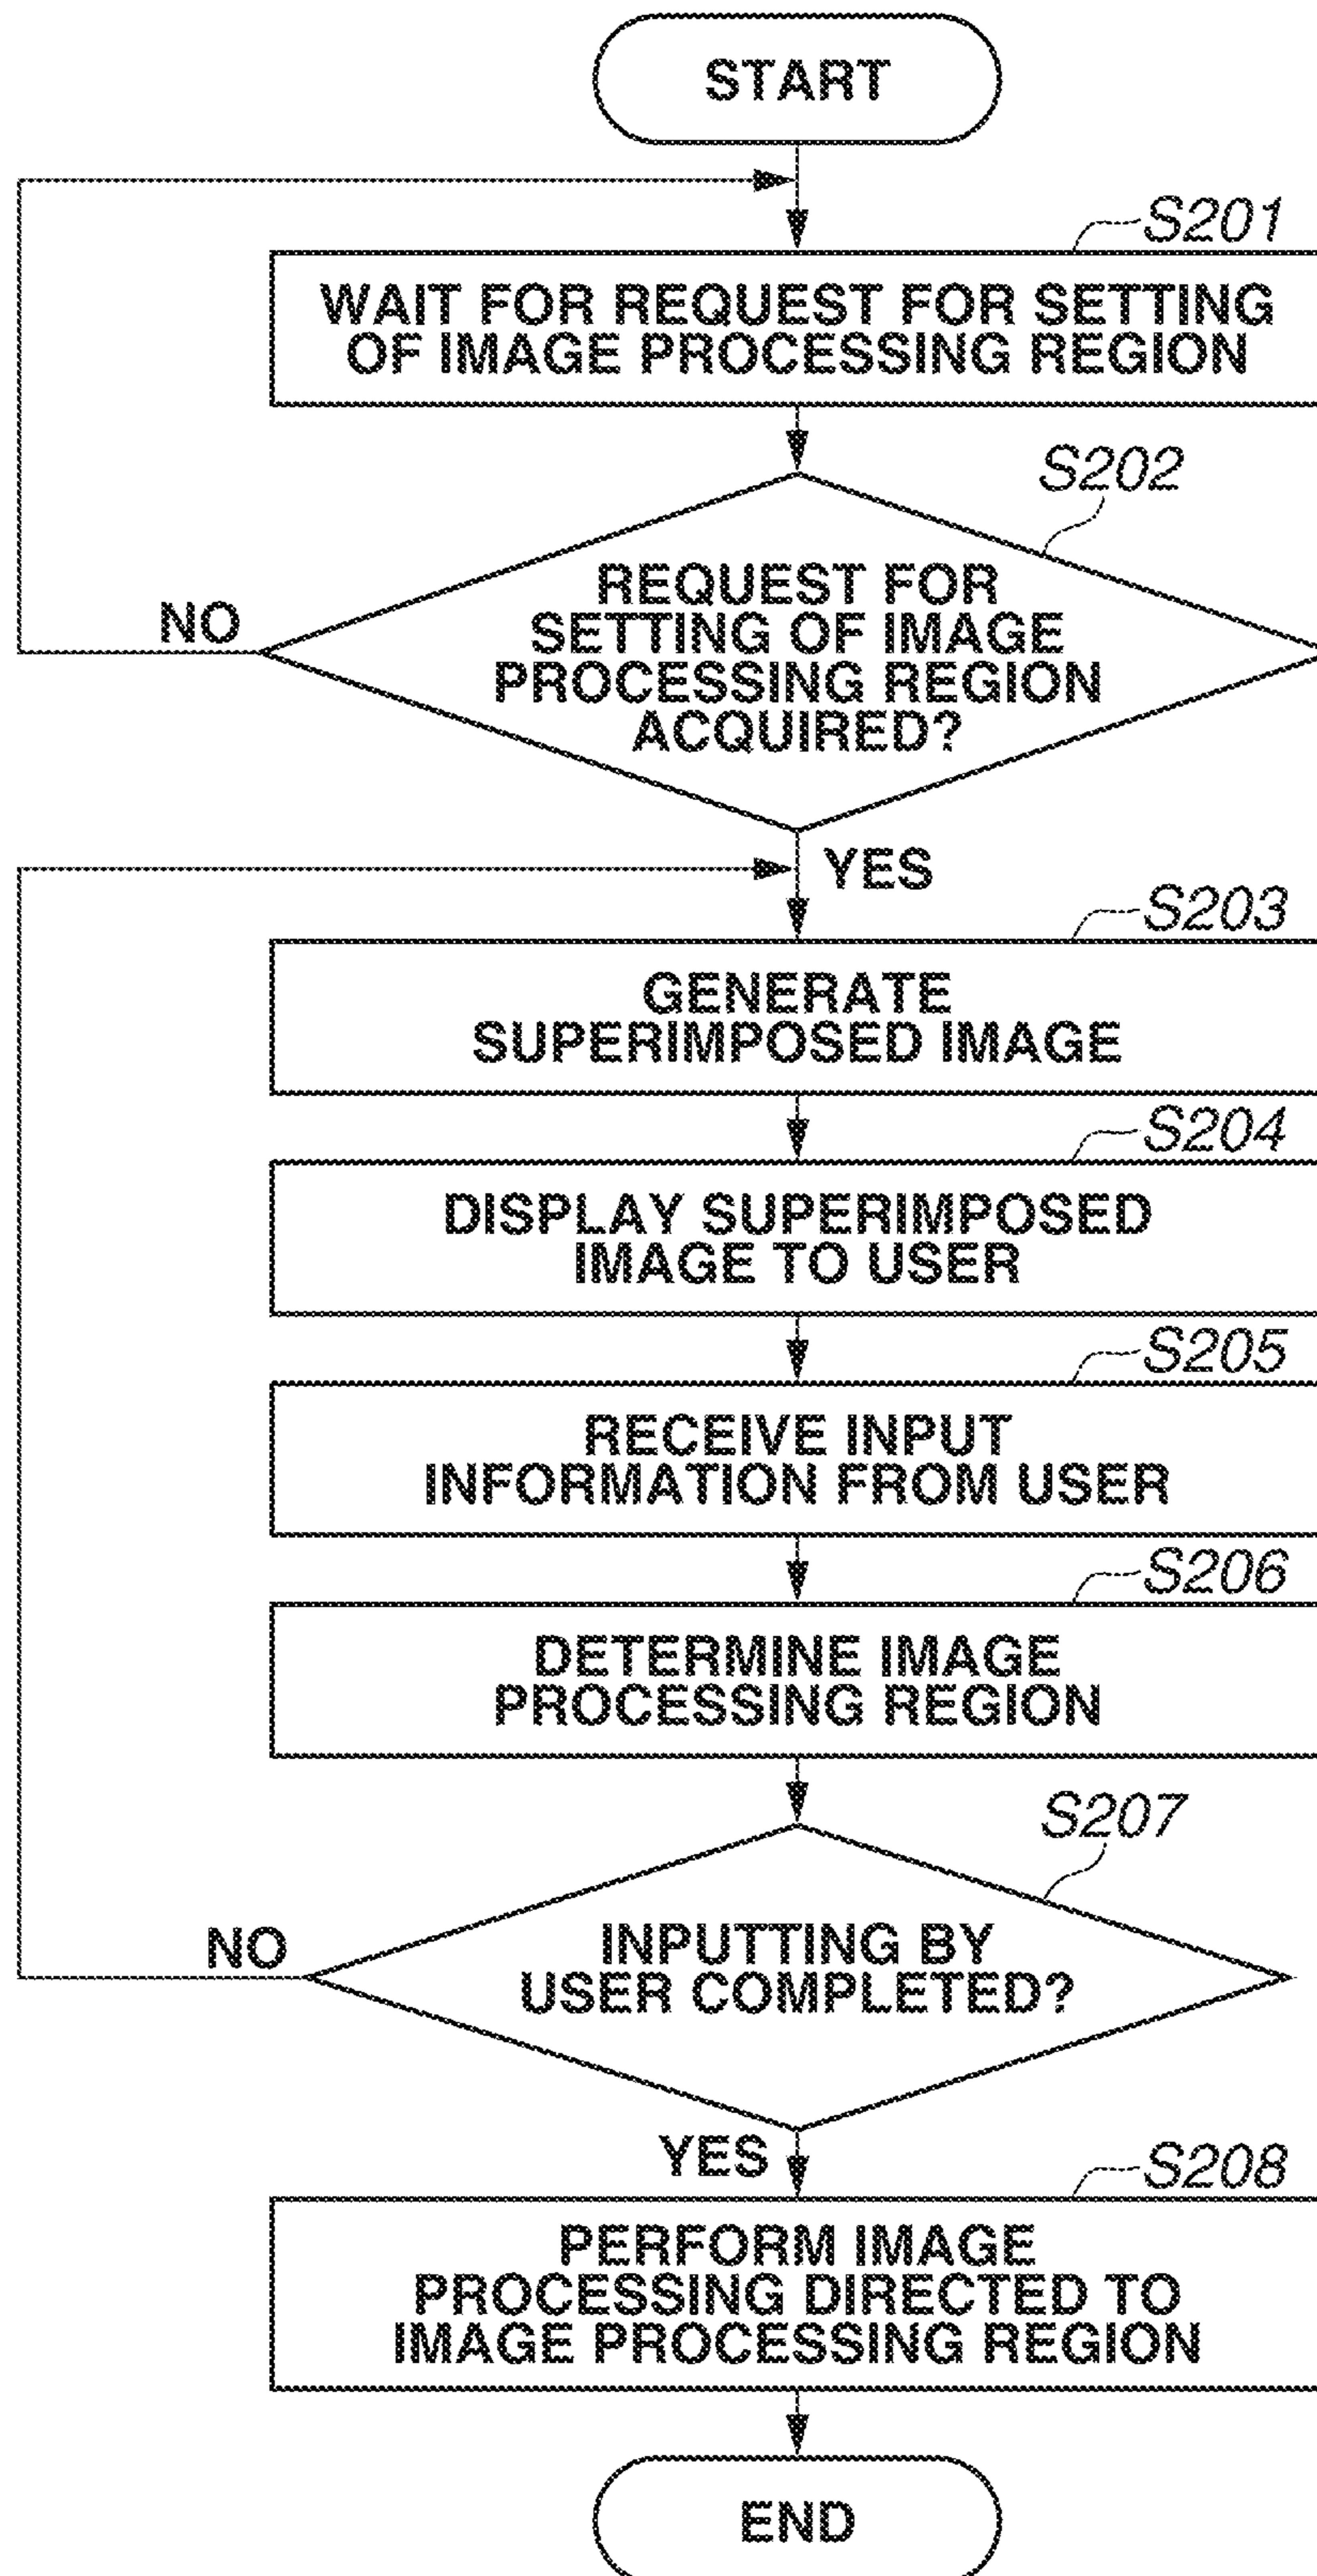 START
S201
WAIT FOR REQUEST FOR SETTING
OF IMAGE PROCESSING REGION
S202
REQUEST FOR
SETTING OF IMAGE
PROCESSING REGION
ACQUIRED?
NO
YES
S203
GENERATE
SUPERIMPOSED IMAGE
S204
DISPLAY SUPERIMPOSED
IMAGE TO USER
S205
RECEIVE INPUT
INFORMATION FROM USER
S206
DETERMINE IMAGE
PROCESSING REGION
S207
INPUTTING BY
USER COMPLETED?
NO
YES
S208
PERFORM IMAGE
PROCESSING DIRECTED TO
IMAGE PROCESSING REGION
END